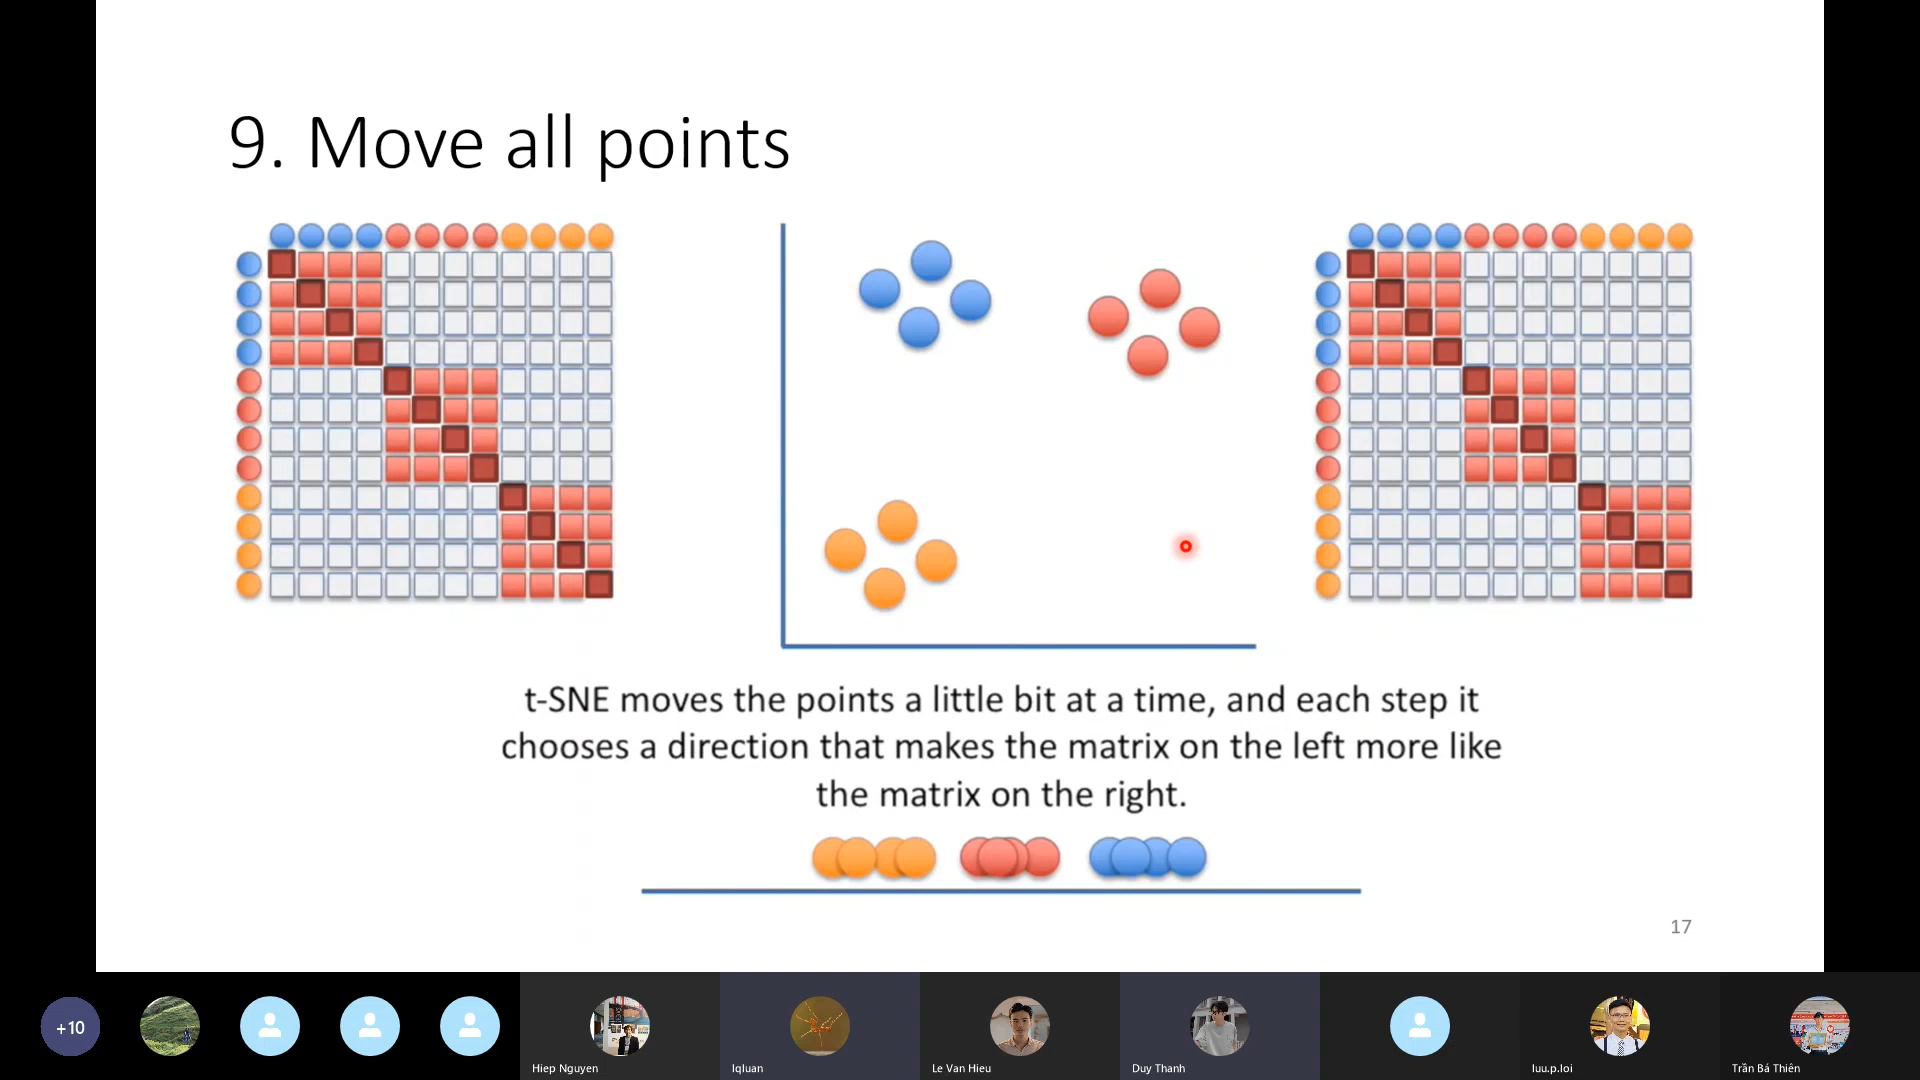 9. Move all points
t-SNE moves the points a little bit at a time, and each step it
chooses a direction that makes the matrix on the left more like
the matrix on the right.
17
+10
Hiep Nguyen
lqluan
Le Van Hieu
Duy Thanh
luu.p.loi
Trần Bá Thiên